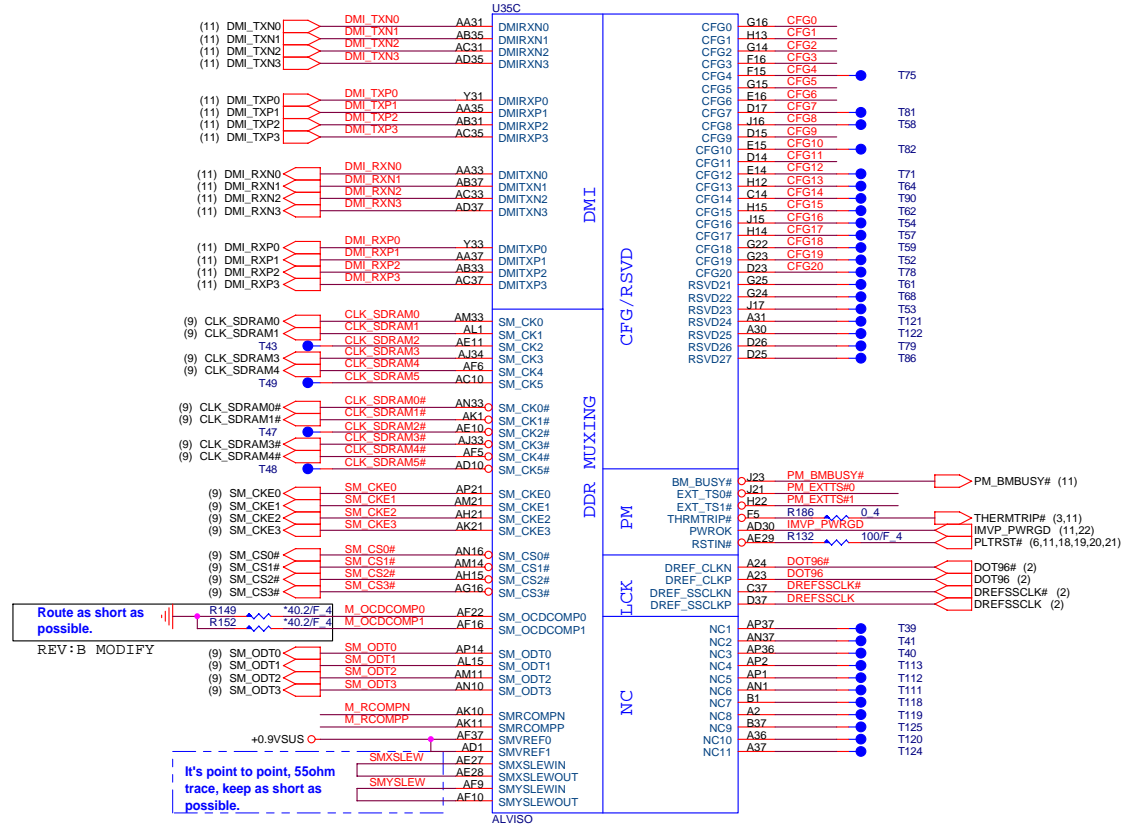 U35C
(11) DMI_TXN0 DMI_TXN0 AA31 DMIRXN0
(11) DMI_TXN1 DMI_TXN1 AB35 DMIRXN1
(11) DMI_TXN2 DMI_TXN2 AC31 DMIRXN2
(11) DMI_TXN3 DMI_TXN3 AD35 DMIRXN3
(11) DMI_TXP0 DMI_TXP0 Y31 DMIRXP0
(11) DMI_TXP1 DMI_TXP1 AA35 DMIRXP1
(11) DMI_TXP2 DMI_TXP2 AB31 DMIRXP2
(11) DMI_TXP3 DMI_TXP3 AC35 DMIRXP3
(11) DMI_RXN0 DMI_RXN0 AA33 DMITXN0
(11) DMI_RXN1 DMI_RXN1 AB37 DMITXN1
(11) DMI_RXN2 DMI_RXN2 AC33 DMITXN2
(11) DMI_RXN3 DMI_RXN3 AD37 DMITXN3
(11) DMI_RXP0 DMI_RXP0 Y33 DMITXP0
(11) DMI_RXP1 DMI_RXP1 AA37 DMITXP1
(11) DMI_RXP2 DMI_RXP2 AB33 DMITXP2
(11) DMI_RXP3 DMI_RXP3 AC37 DMITXP3
DMI
(9) CLK_SDRAM0 CLK_SDRAM0 AM33 SM_CK0
(9) CLK_SDRAM1 CLK_SDRAM1 AL1 SM_CK1
T43 CLK_SDRAM2 AE11 SM_CK2
(9) CLK_SDRAM3 CLK_SDRAM3 AJ34 SM_CK3
(9) CLK_SDRAM4 CLK_SDRAM4 AF6 SM_CK4
T49 CLK_SDRAM5 AC10 SM_CK5
(9) CLK_SDRAM0# CLK_SDRAM0# AN33 SM_CK0#
(9) CLK_SDRAM1# CLK_SDRAM1# AK1 SM_CK1#
T47 CLK_SDRAM2# AE10 SM_CK2#
(9) CLK_SDRAM3# CLK_SDRAM3# AJ33 SM_CK3#
(9) CLK_SDRAM4# CLK_SDRAM4# AF5 SM_CK4#
T48 CLK_SDRAM5# AD10 SM_CK5#
(9) SM_CKE0 SM_CKE0 AP21 SM_CKE0
(9) SM_CKE1 SM_CKE1 AM21 SM_CKE1
(9) SM_CKE2 SM_CKE2 AH21 SM_CKE2
(9) SM_CKE3 SM_CKE3 AK21 SM_CKE3
(9) SM_CS0# SM_CS0# AN16 SM_CS0#
(9) SM_CS1# SM_CS1# AM14 SM_CS1#
(9) SM_CS2# SM_CS2# AH15 SM_CS2#
(9) SM_CS3# SM_CS3# AG16 SM_CS3#
Route as short as
possible.
R149 *40.2/F_4 M_OCDCOMP0 AF22 SM_OCDCOMP0
R152 *40.2/F_4 M_OCDCOMP1 AF16 SM_OCDCOMP1
REV:B MODIFY
(9) SM_ODT0 SM_ODT0 AP14 SM_ODT0
(9) SM_ODT1 SM_ODT1 AL15 SM_ODT1
(9) SM_ODT2 SM_ODT2 AM11 SM_ODT2
(9) SM_ODT3 SM_ODT3 AN10 SM_ODT3
M_RCOMPN AK10 SMRCOMPN
M_RCOMPP AK11 SMRCOMPP
+0.9VSUS AF37 SMVREF0
AD1 SMVREF1
SMXSLEW AE27 SMXSLEWIN
AE28 SMXSLEWOUT
SMYSLEW AF9 SMYSLEWIN
AF10 SMYSLEWOUT
It's point to point, 55ohm
trace, keep as short as
possible.
DDR MUXING
ALVISO
CFG0 G16 CFG0
CFG1 H13 CFG1
CFG2 G14 CFG2
CFG3 F16 CFG3
CFG4 F15 CFG4 T75
CFG5 G15 CFG5
CFG6 E16 CFG6
CFG7 D17 CFG7 T81
CFG8 J16 CFG8 T58
CFG9 D15 CFG9
CFG10 E15 CFG10 T82
CFG11 D14 CFG11
CFG12 E14 CFG12 T71
CFG13 H12 CFG13 T64
CFG14 C14 CFG14 T90
CFG15 H15 CFG15 T62
CFG16 J15 CFG16 T54
CFG17 H14 CFG17 T57
CFG18 G22 CFG18 T59
CFG19 G23 CFG19 T52
CFG20 D23 CFG20 T78
RSVD21 G25 T61
RSVD22 G24 T68
RSVD23 J17 T53
RSVD24 A31 T121
RSVD25 A30 T122
RSVD26 D26 T79
RSVD27 D25 T86
CFG/RSVD
BM_BUSY# J23 PM_BMBUSY# PM_BMBUSY# (11)
EXT_TS0# J21 PM_EXTTS#0
EXT_TS1# H22 PM_EXTTS#1
THRMTRIP# F5 R186 0_4 THERMTRIP# (3,11)
PWROK AD30 IMVP_PWRGD IMVP_PWRGD (11,22)
RSTIN# AE29 R132 100/F_4 PLTRST# (6,11,18,19,20,21)
PM
DREF_CLKN A24 DOT96# DOT96# (2)
DREF_CLKP A23 DOT96 DOT96 (2)
DREF_SSCLKN C37 DREFSSCLK# DREFSSCLK# (2)
DREF_SSCLKP D37 DREFSSCLK DREFSSCLK (2)
LCK
NC1 AP37 T39
NC2 AN37 T41
NC3 AP36 T40
NC4 AP2 T113
NC5 AP1 T112
NC6 AN1 T111
NC7 B1 T118
NC8 A2 T119
NC9 B37 T125
NC10 A36 T120
NC11 A37 T124
NC